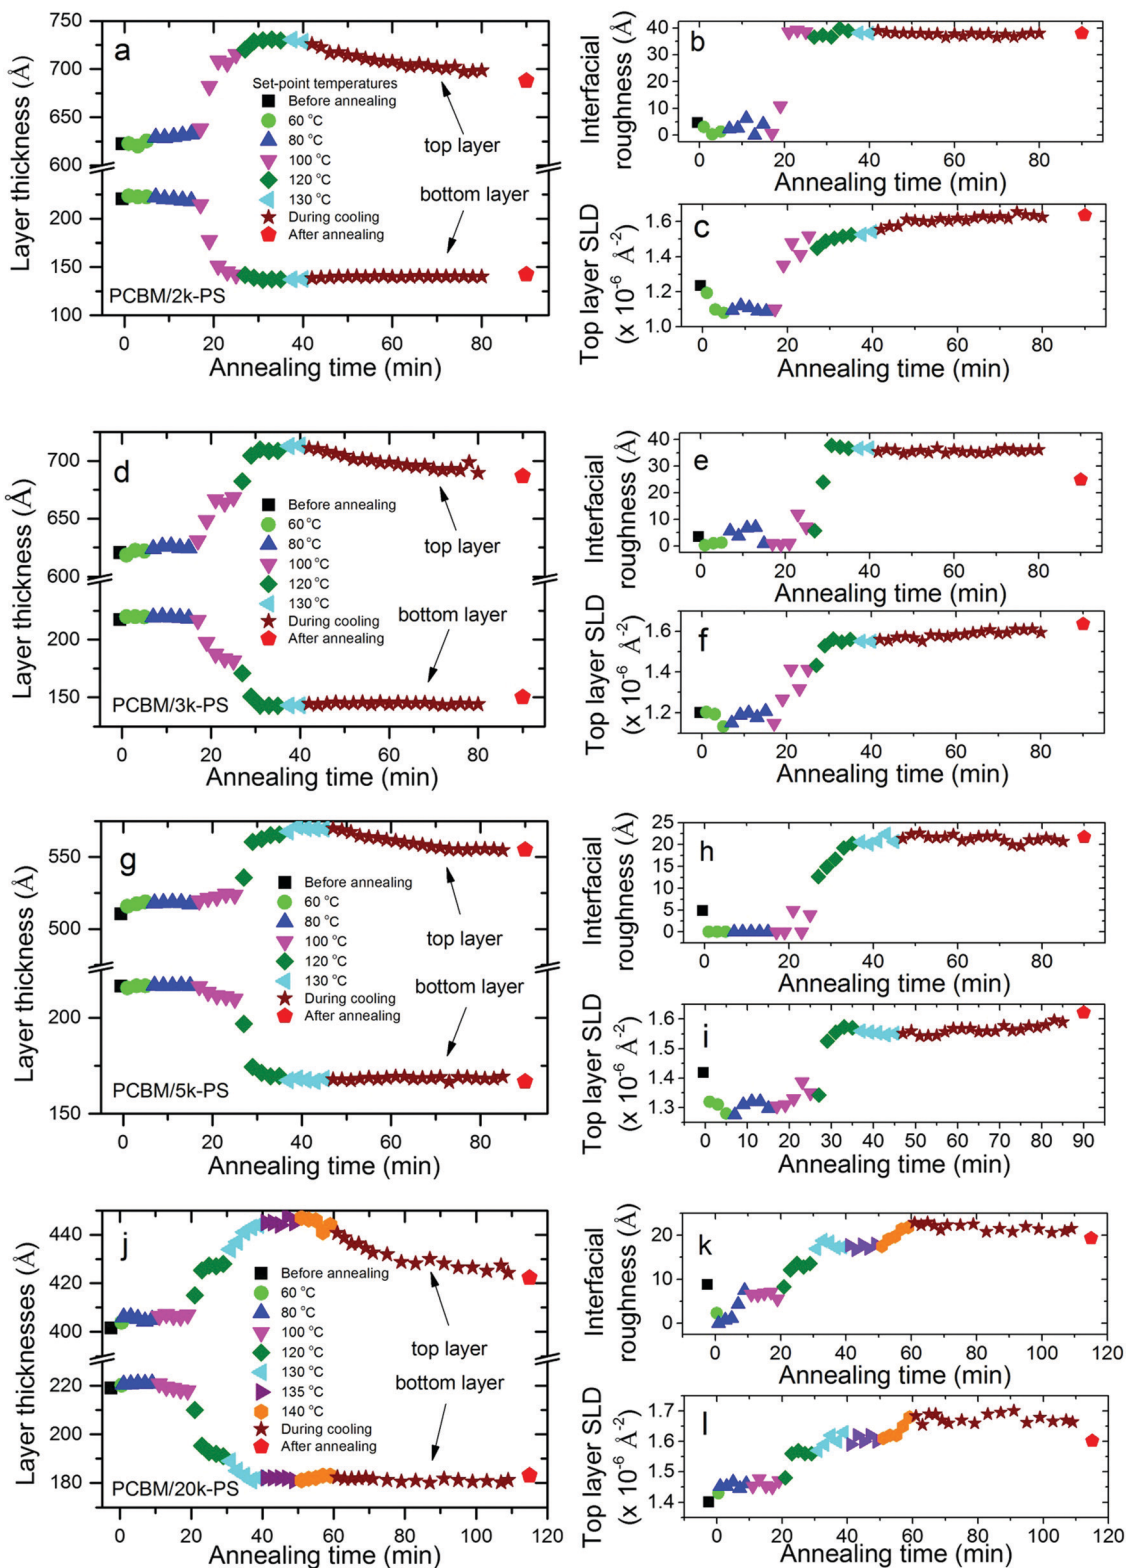 a
Layer thickness (Å)
750
700
650
600
200
150
100
Set-point temperatures
Before annealing
60 °C
80 °C
100 °C
120 °C
130 °C
During cooling
After annealing
top layer
bottom layer
PCBM/2k-PS
0 20 40 60 80
Annealing time (min)
b
Interfacial
roughness (Å)
40
30
20
10
0
0 20 40 60 80
Annealing time (min)
c
Top layer SLD
(x 10-6 Å-2)
1.6
1.4
1.2
1.0
0 20 40 60 80
Annealing time (min)
d
Layer thickness (Å)
700
650
600
200
150
Before annealing
60 °C
80 °C
100 °C
120 °C
130 °C
During cooling
After annealing
top layer
bottom layer
PCBM/3k-PS
0 20 40 60 80
Annealing time (min)
e
Interfacial
roughness (Å)
40
30
20
10
0
0 20 40 60 80
Annealing time (min)
f
Top layer SLD
(x 10-6 Å-2)
1.6
1.4
1.2
0 20 40 60 80
Annealing time (min)
g
Layer thickness (Å)
550
500
200
150
Before annealing
60 °C
80 °C
100 °C
120 °C
130 °C
During cooling
After annealing
top layer
bottom layer
PCBM/5k-PS
0 20 40 60 80
Annealing time (min)
h
Interfacial
roughness (Å)
25
20
15
10
5
0
0 10 20 30 40 50 60 70 80 90
Annealing time (min)
i
Top layer SLD
(x 10-6 Å-2)
1.6
1.5
1.4
1.3
0 10 20 30 40 50 60 70 80 90
Annealing time (min)
j
Layer thicknesses (Å)
440
420
400
220
200
180
Before annealing
60 °C
80 °C
100 °C
120 °C
130 °C
135 °C
140 °C
During cooling
After annealing
top layer
bottom layer
PCBM/20k-PS
0 20 40 60 80 100 120
Annealing time (min)
k
Interfacial
roughness (Å)
20
10
0
0 20 40 60 80 100 120
Annealing time (min)
l
Top layer SLD
(x 10-6 Å-2)
1.7
1.6
1.5
1.4
0 20 40 60 80 100 120
Annealing time (min)